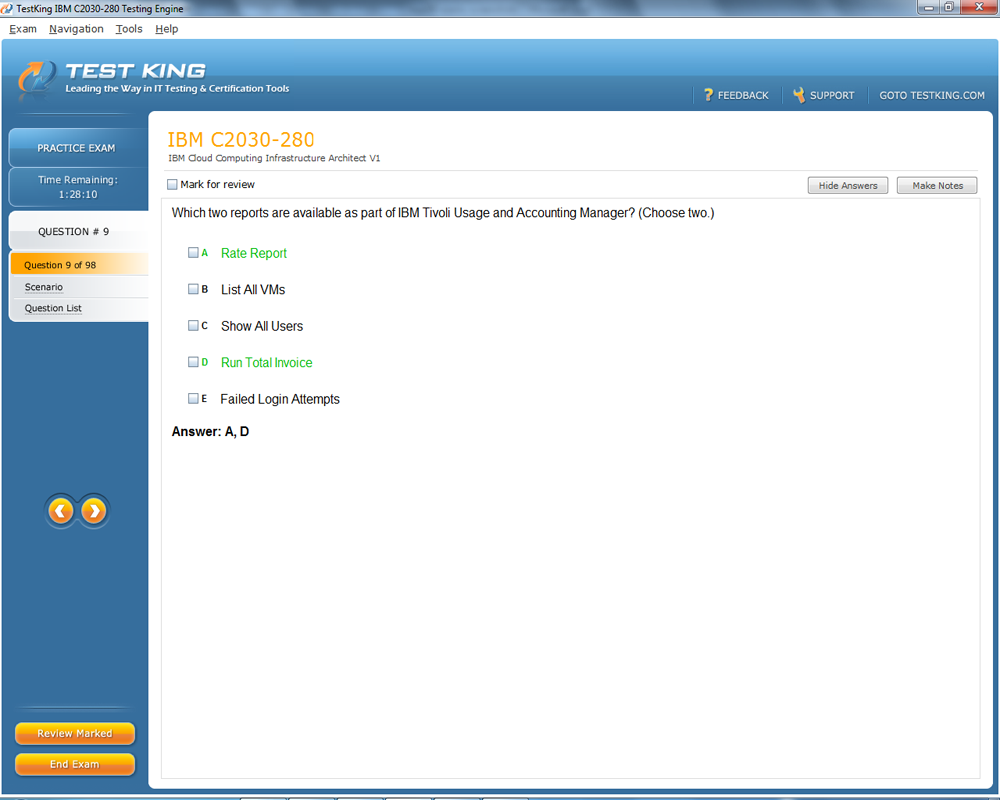 TestKing IBM C2030-280 Testing Engine
Exam Navigation Tools Help
TEST KING
Leading the Way in IT Testing & Certification Tools
? FEEDBACK SUPPORT GOTO TESTKING.COM
PRACTICE EXAM
Time Remaining:
1:28:10
QUESTION # 9
Question 9 of 98
Scenario
Question List
IBM C2030-280
IBM Cloud Computing Infrastructure Architect V1
Mark for review Hide Answers Make Notes
Which two reports are available as part of IBM Tivoli Usage and Accounting Manager? (Choose two.)
A Rate Report
B List All VMs
C Show All Users
D Run Total Invoice
E Failed Login Attempts
Answer: A, D
Review Marked
End Exam